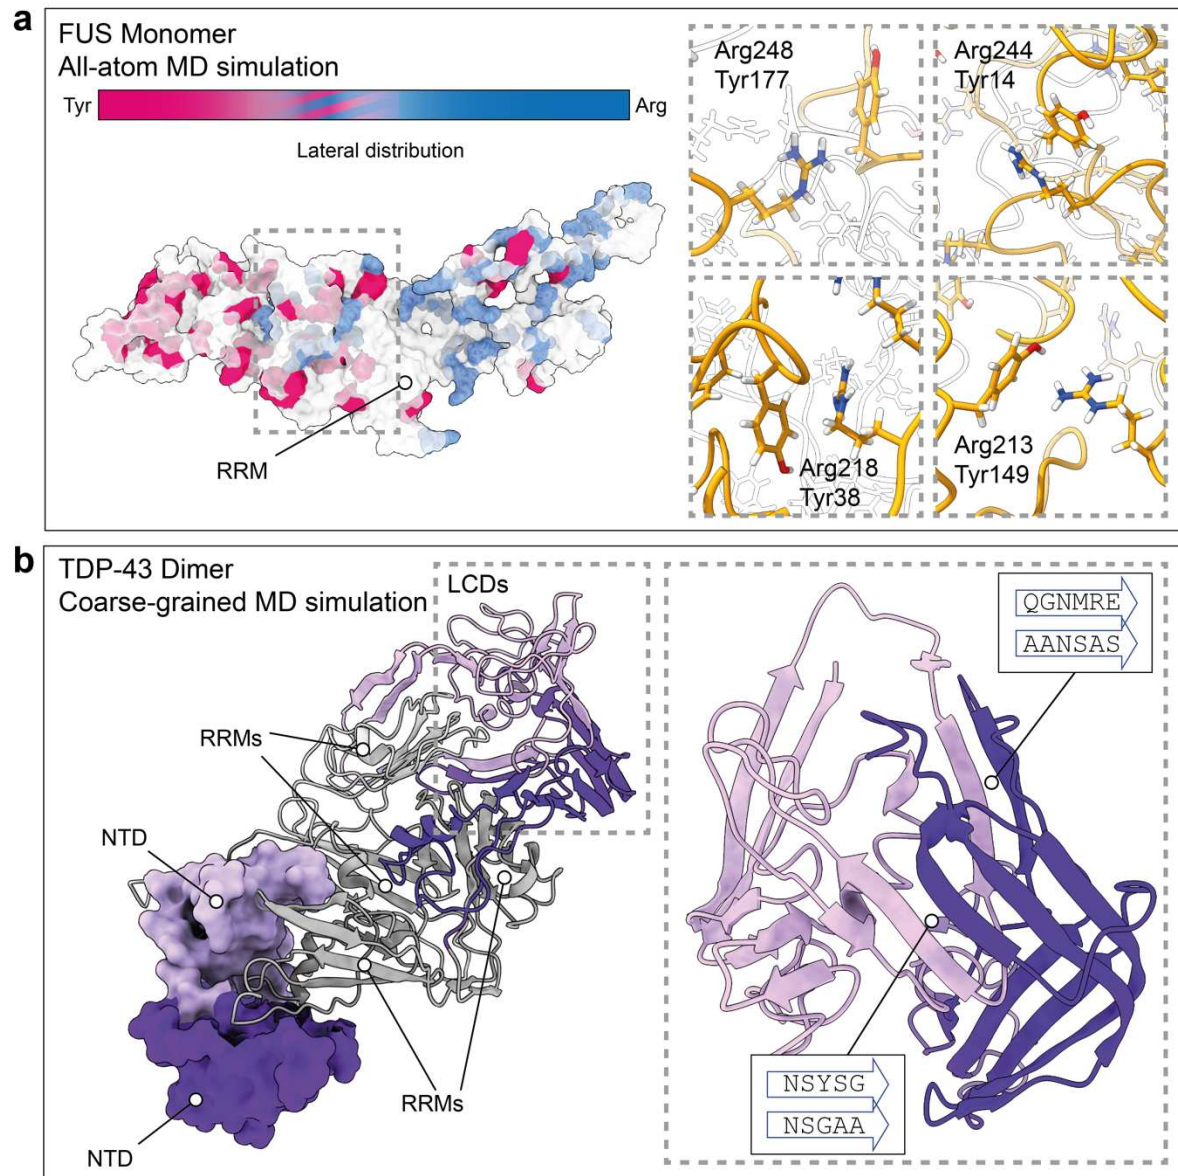 a
FUS Monomer
All-atom MD simulation
Tyr
Arg
Lateral distribution
RRM
Arg248
Tyr177
Arg244
Tyr14
Arg218
Tyr38
Arg213
Tyr149
b
TDP-43 Dimer
Coarse-grained MD simulation
LCDs
RRMs
NTD
RRMs
NTD
QGNMRE
AANSAS
NSYSG
NSGAA